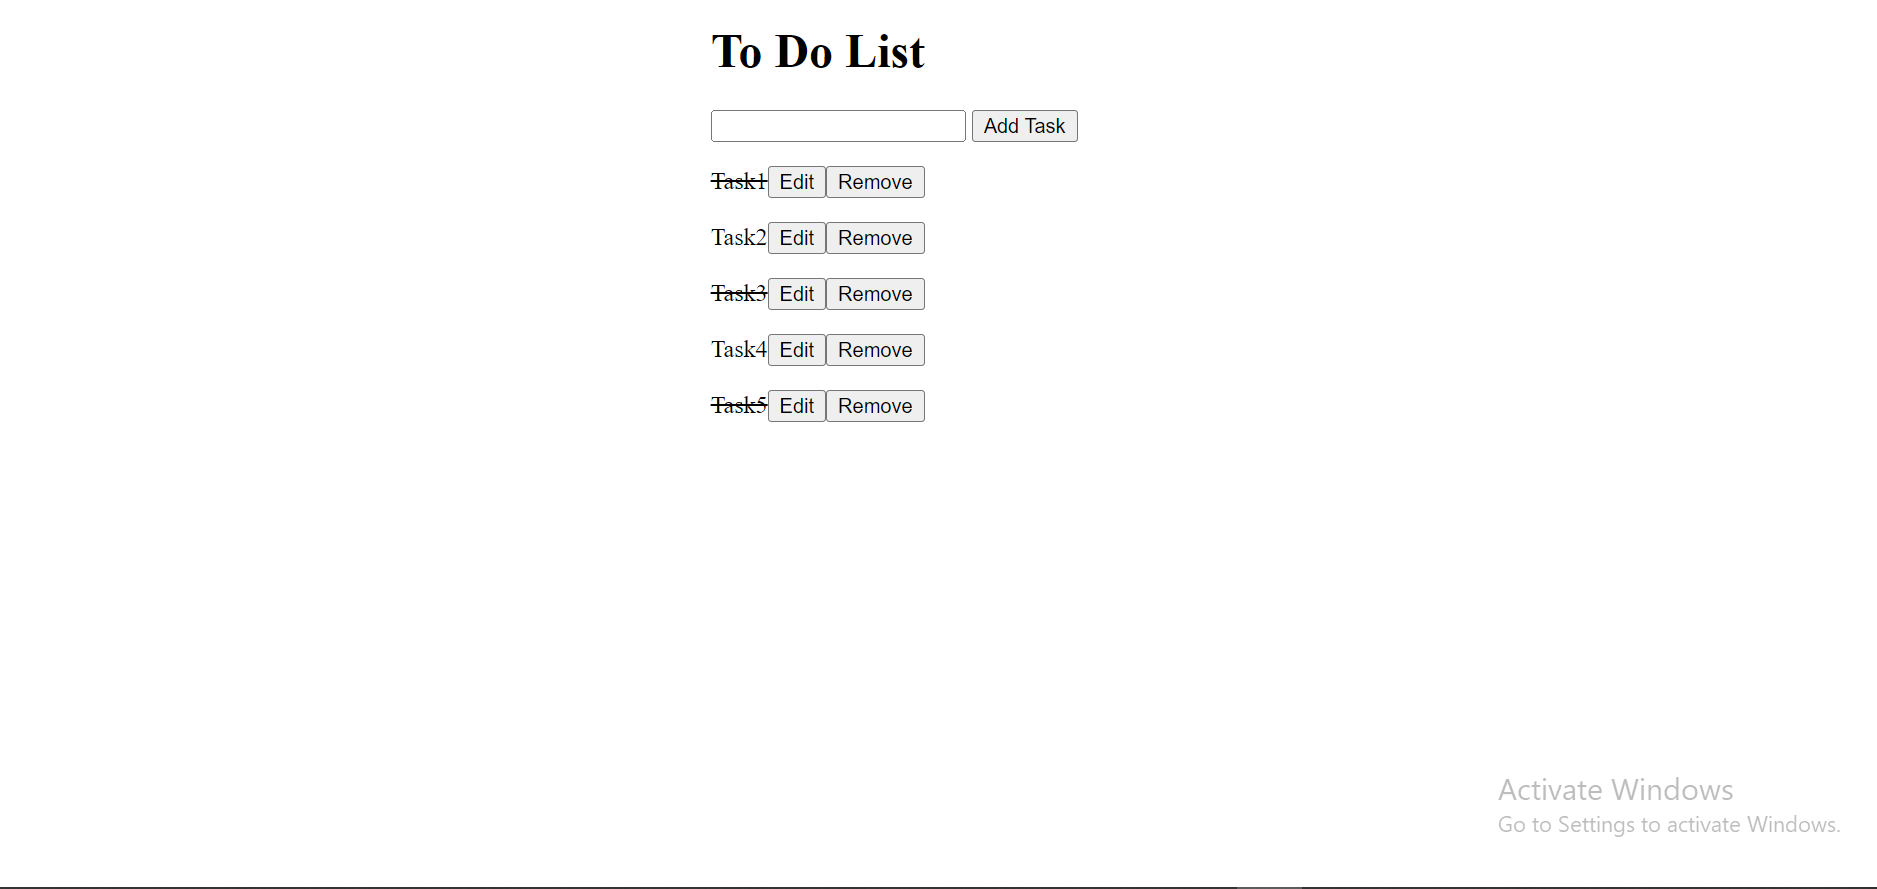 To Do List
Add Task
Task1 Edit Remove
Task2 Edit Remove
Task3 Edit Remove
Task4 Edit Remove
Task5 Edit Remove
Activate Windows
Go to Settings to activate Windows.